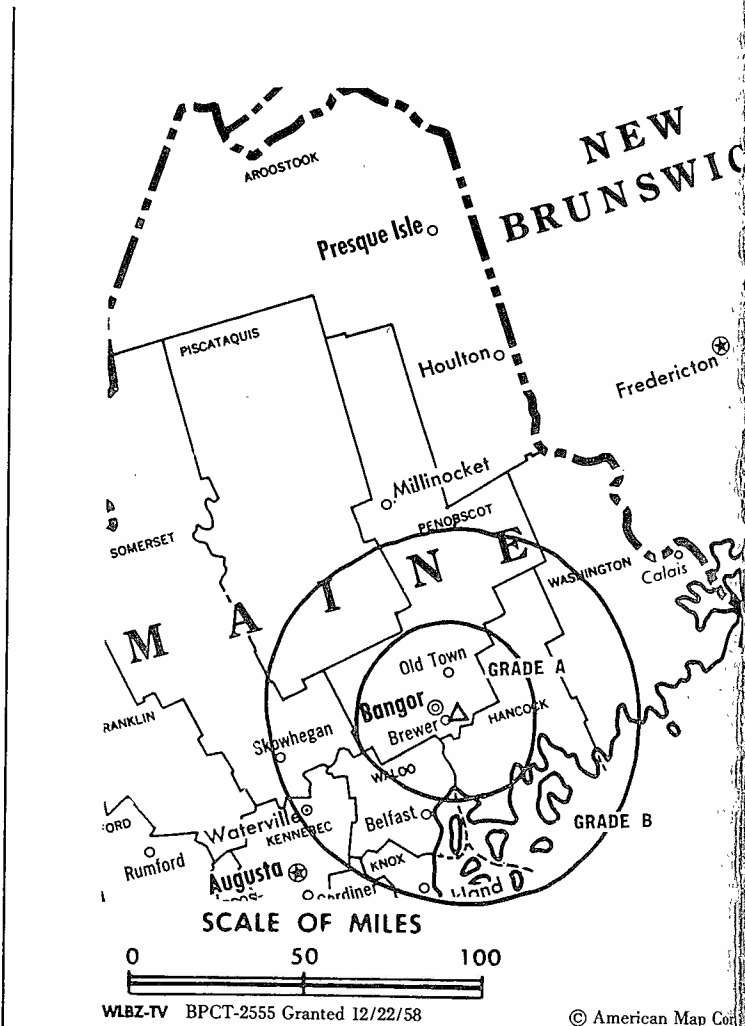 NEW
BRUNSWIC
AROOSTOOK
Presque Isle
PISCATAQUIS
Houlton
Fredericton
Millinocket
PENOBSCOT
SOMERSET
WASHINGTON
Calais
MAINE
Old Town
GRADE A
Bangor
Brewer
HANCOCK
RANKLIN
Skowhegan
WALDO
Waterville
KENNEBEC
Belfast
GRADE B
FORD
Rumford
KNOX
Augusta
SCALE OF MILES
0 50 100
WLBZ-TV BPCT-2555 Granted 12/22/58
© American Map